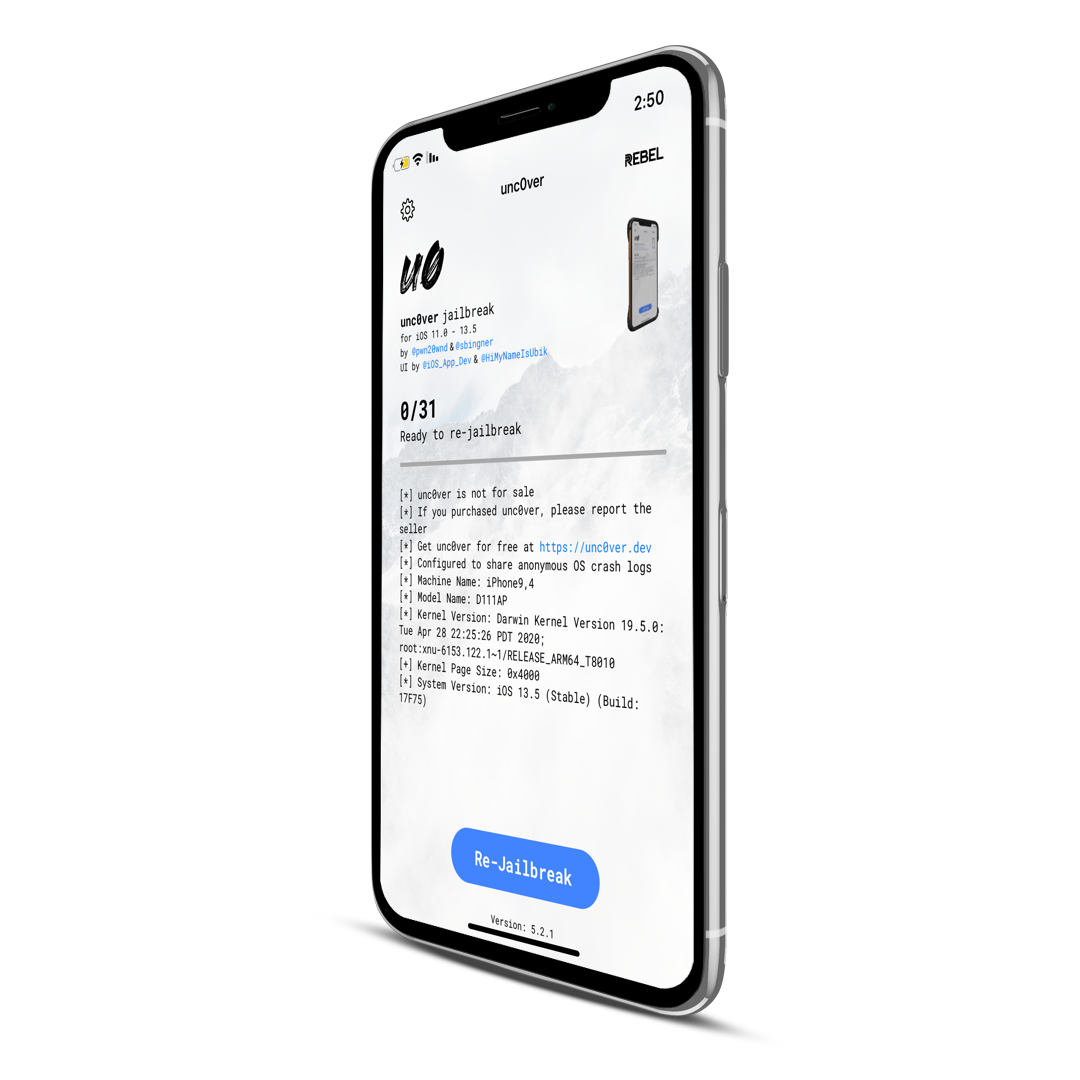 2:50
REBEL
unc0ver
u0
unc0ver jailbreak
for iOS 11.0 - 13.5
by @pwn20wnd & @sbingner
UI by @iOS_App_Dev & @HiMyNameIsUbik
0/31
Ready to re-jailbreak
[*] unc0ver is not for sale
[*] If you purchased unc0ver, please report the
seller
[*] Get unc0ver for free at https://unc0ver.dev
[*] Configured to share anonymous OS crash logs
[*] Machine Name: iPhone9,4
[*] Model Name: D111AP
[*] Kernel Version: Darwin Kernel Version 19.5.0:
Tue Apr 28 22:25:26 PDT 2020;
root:xnu-6153.122.1~1/RELEASE_ARM64_T8010
[+] Kernel Page Size: 0x4000
[*] System Version: iOS 13.5 (Stable) (Build:
17F75)
Re-Jailbreak
Version: 5.2.1